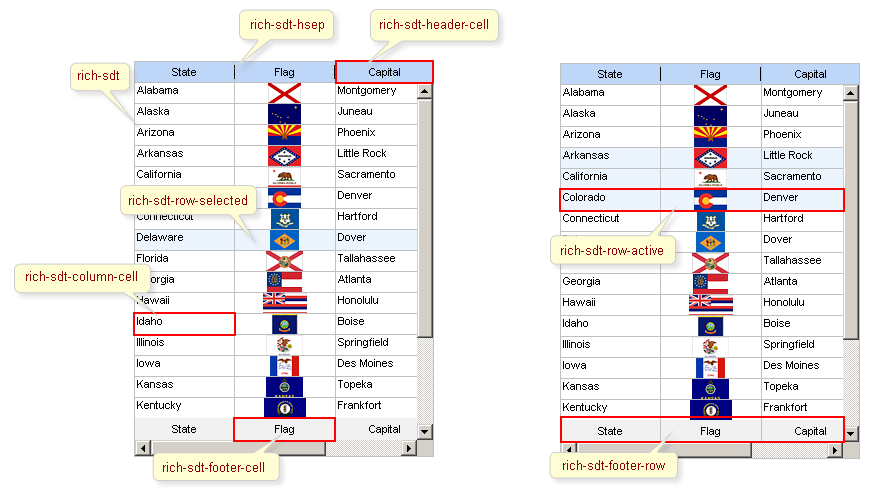 rich-sdt-hsep
rich-sdt-header-cell
rich-sdt
State Flag Capital
Alabama Montgomery
Alaska Juneau
Arizona Phoenix
Arkansas Little Rock
California Sacramento
Denver
rich-sdt-row-selected
Connecticut Hartford
Delaware Dover
Florida Tallahassee
rich-sdt-column-cell
Georgia Atlanta
Hawaii Honolulu
Idaho Boise
Illinois Springfield
Iowa Des Moines
Kansas Topeka
Kentucky Frankfort
State Flag Capital
rich-sdt-footer-cell
State Flag Capital
Alabama Montgomery
Alaska Juneau
Arizona Phoenix
Arkansas Little Rock
California Sacramento
Colorado Denver
Connecticut Hartford
Dover
rich-sdt-row-active
Tallahassee
Georgia Atlanta
Hawaii Honolulu
Idaho Boise
Illinois Springfield
Iowa Des Moines
Kansas Topeka
Kentucky Frankfort
State Flag Capital
rich-sdt-footer-row